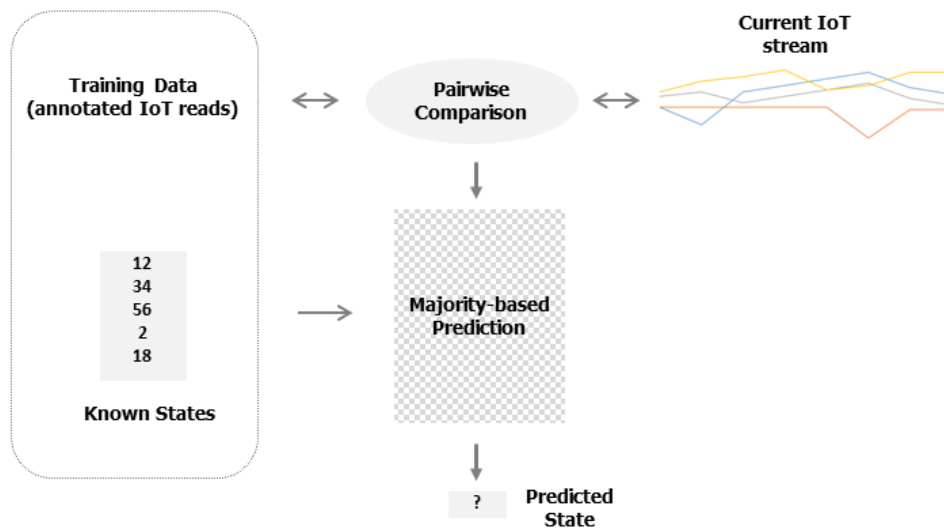 Current IoT
stream
Training Data
(annotated IoT reads)
Pairwise
Comparison
12
34
56
2
18
Known States
Majority-based
Prediction
?
Predicted
State